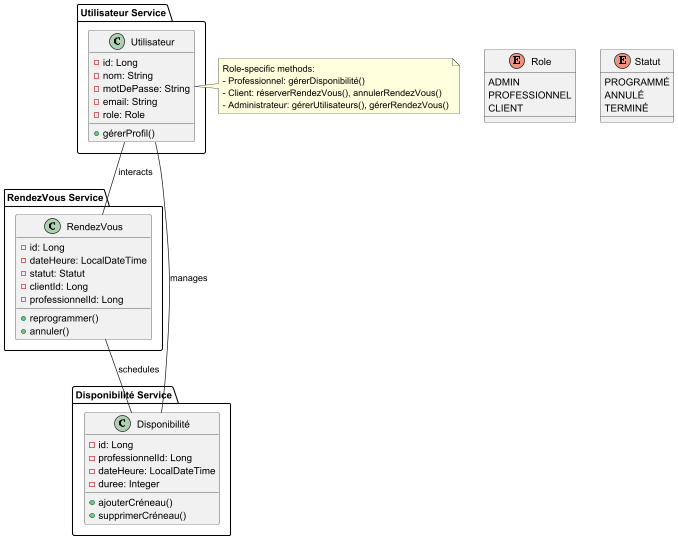 Utilisateur Service
C Utilisateur
id: Long
nom: String
motDePasse: String
email: String
role: Role
gérerProfil()
Role-specific methods:
- Professionnel: gérerDisponibilité()
- Client: réserverRendezVous(), annulerRendezVous()
- Administrateur: gérerUtilisateurs(), gérerRendezVous()
E Role
ADMIN
PROFESSIONNEL
CLIENT
E Statut
PROGRAMMÉ
ANNULÉ
TERMINÉ
interacts
RendezVous Service
C RendezVous
id: Long
dateHeure: LocalDateTime
statut: Statut
clientId: Long
professionnelId: Long
reprogrammer()
annuler()
manages
schedules
Disponibilité Service
C Disponibilité
id: Long
professionnelId: Long
dateHeure: LocalDateTime
duree: Integer
ajouterCréneau()
supprimerCréneau()